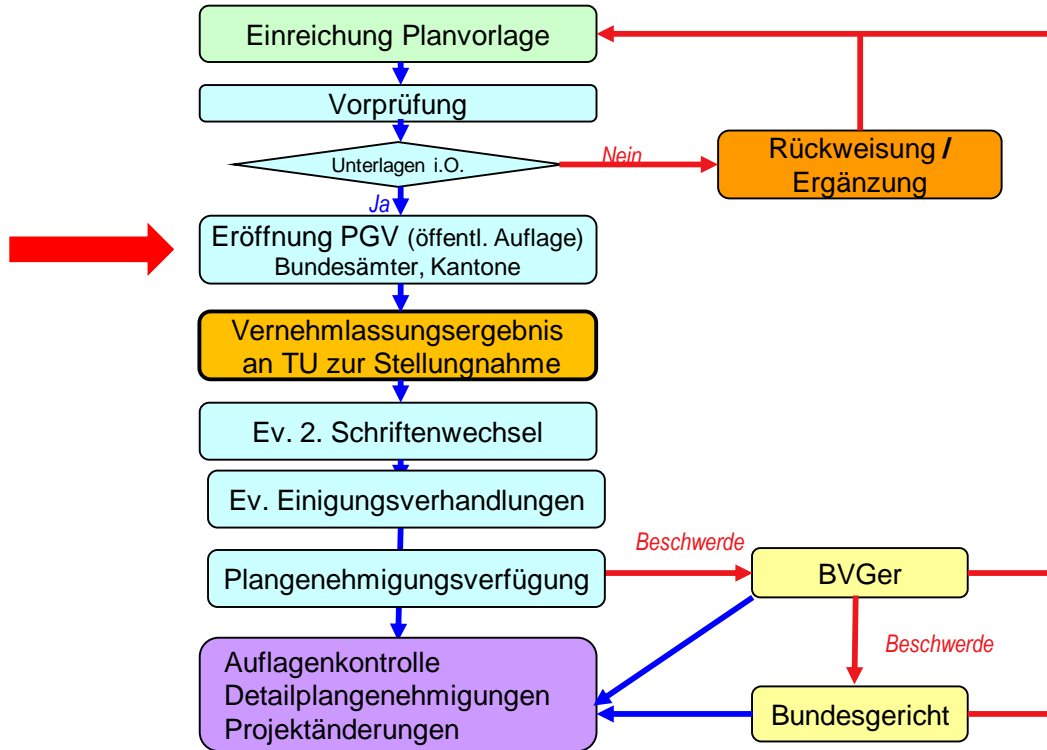 Einreichung Planvorlage
Vorprüfung
Unterlagen i.O.
Nein
Rückweisung /
Ergänzung
Ja
Eröffnung PGV (öffentl. Auflage)
Bundesämter, Kantone
Vernehmlassungsergebnis
an TU zur Stellungnahme
Ev. 2. Schriftenwechsel
Ev. Einigungsverhandlungen
Plangenehmigungsverfügung
Beschwerde
BVGer
Beschwerde
Auflagenkontrolle
Detailplangenehmigungen
Projektänderungen
Bundesgericht